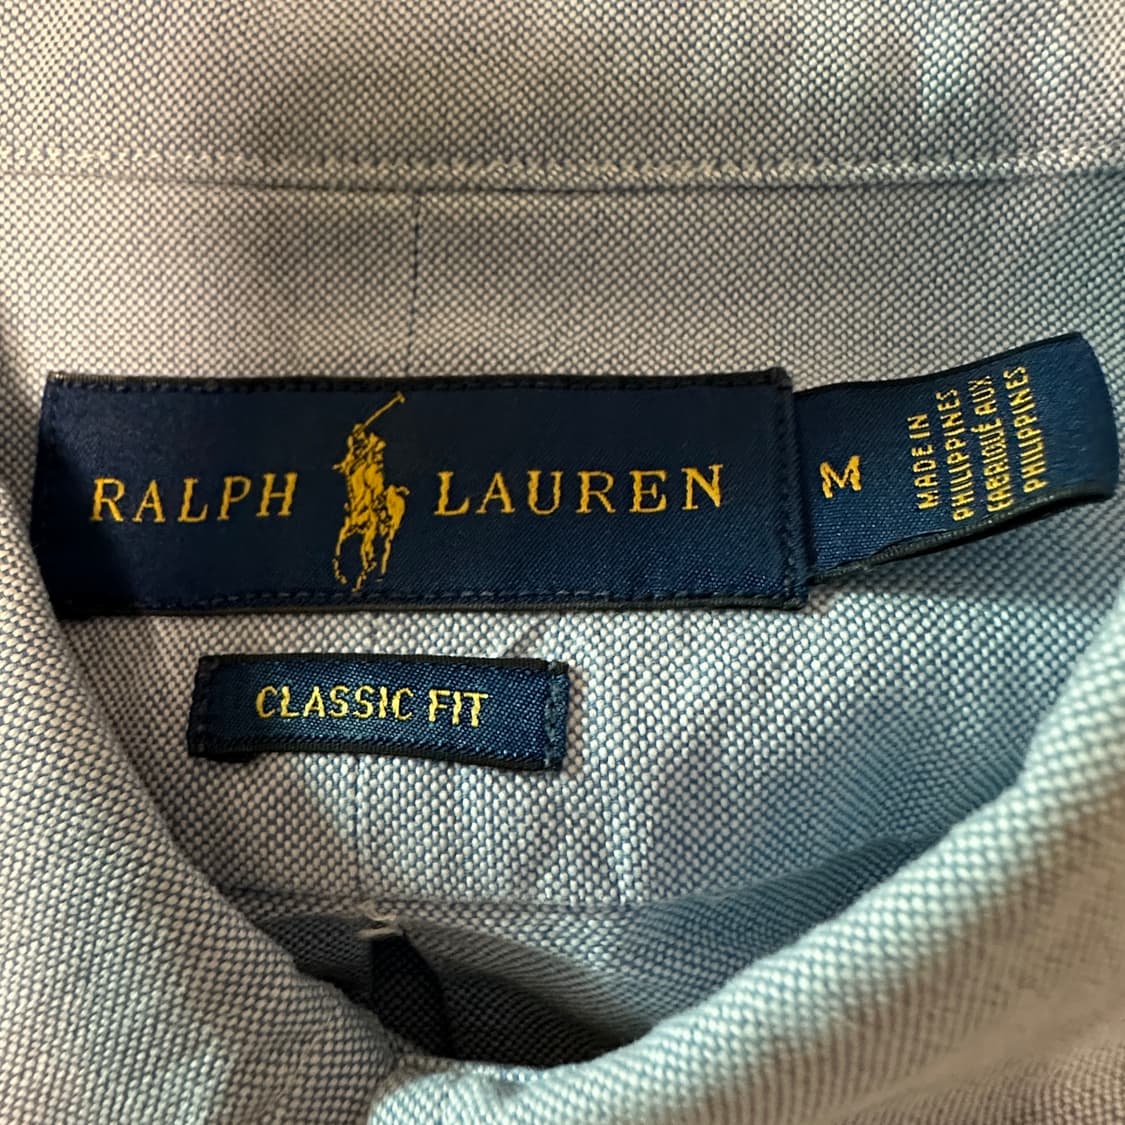 RALPH LAUREN
M
MADE IN
PHILIPPINES
FABRIQUÉ AUX
PHILIPPINES
CLASSIC FIT